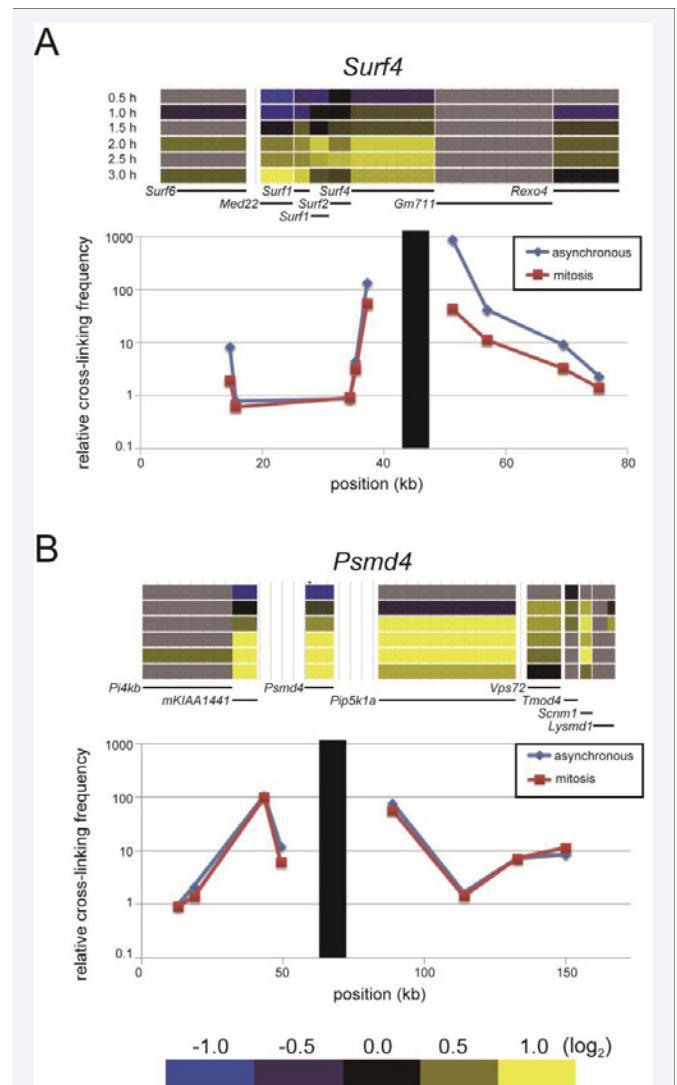 A
Surf4
0.5 h
1.0 h
1.5 h
2.0 h
2.5 h
3.0 h
Surf6
Med22
Surf1
Surf1
Surf2
Surf4
Gm711
Rexo4
relative cross-linking frequency
1000
100
10
1
0.1
asynchronous
mitosis
0 20 40 60 80
position (kb)
B
Psmd4
Pi4kb
mKIAA1441
Psmd4
Pip5k1a
Vps72
Tmod4
Scnm1
Lysmd1
relative cross-linking frequency
1000
100
10
1
0.1
asynchronous
mitosis
0 50 100 150
position (kb)
-1.0 -0.5 0.0 0.5 1.0 (log2)